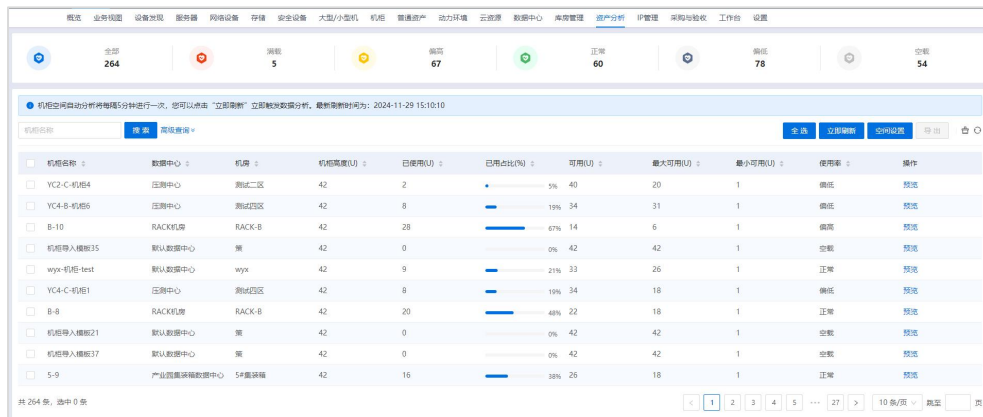 概览 业务视图 设备发现 服务器 网络设备 存储 安全设备 大型/小型机 机柜 普通资产 动力环境 云资源 数据中心 库房管理 资产分析 IP管理 采购与验收 工作台 设置
全部 满载 偏高 正常 偏低 空载
264 5 67 60 78 54
机柜空间自动分析将每隔5分钟进行一次，您可以点击“立即刷新”立即触发数据分析。最新刷新时间为：2024-11-29 15:10:10
机柜名称 搜索 高级查询 全选 立即刷新 空间设置 导出
机柜名称 数据中心 机房 机柜高度(U) 已使用(U) 已用占比(%) 可用(U) 最大可用(U) 最小可用(U) 使用率 操作
YC2-C-机柜4 压测中心 测试二区 42 2 5% 40 20 1 偏低 预览
YC4-B-机柜6 压测中心 测试四区 42 8 19% 34 31 1 偏低 预览
B-10 RACK机房 RACK-B 42 28 67% 14 6 1 偏高 预览
机柜导入模板35 默认数据中心 42 0 0% 42 42 1 空载 预览
wyx-机柜-test 默认数据中心 wyx 42 9 21% 33 26 1 正常 预览
YC4-C-机柜1 压测中心 测试四区 42 8 19% 34 18 1 偏低 预览
B-8 RACK机房 RACK-B 42 20 48% 22 18 1 正常 预览
机柜导入模板21 默认数据中心 42 0 0% 42 42 1 空载 预览
机柜导入模板37 默认数据中心 42 0 0% 42 42 1 空载 预览
5-9 产业园集装箱数据中心 5#集装箱 42 16 38% 26 18 1 正常 预览
共 264 条，选中 0 条 < 1 2 3 4 5 ··· 27 > 10 条/页 跳至 页